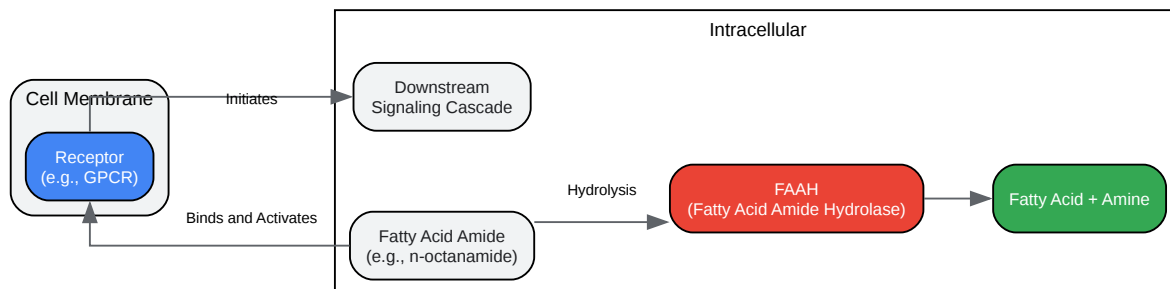 Intracellular
Cell Membrane
Initiates
Downstream
Signaling Cascade
Receptor
(e.g., GPCR)
Binds and Activates
Fatty Acid Amide
(e.g., n-octanamide)
Hydrolysis
FAAH
(Fatty Acid Amide Hydrolase)
Fatty Acid + Amine